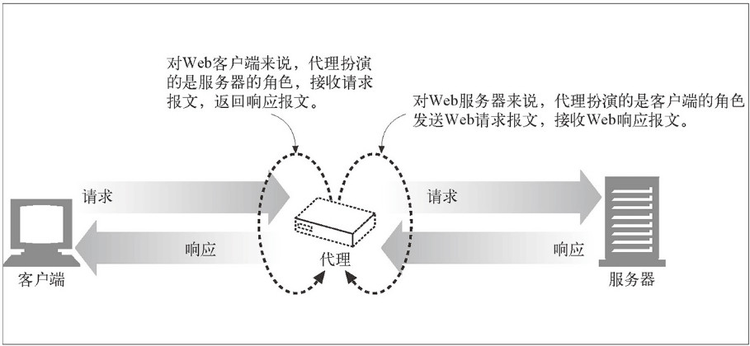 对Web客户端来说，代理扮演
的是服务器的角色，接收请求
报文，返回响应报文。
对Web服务器来说，代理扮演的是客户端的角色
发送Web请求报文，接收Web响应报文。
请求
请求
响应
响应
代理
客户端
服务器